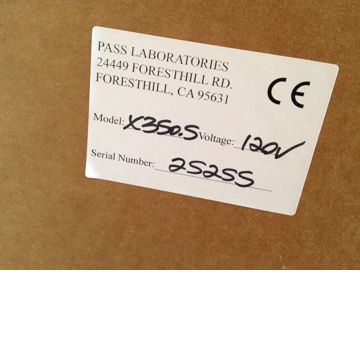 PASS LABORATORIES
24449 FORESTHILL RD.
FORESTHILL, CA 95631
CE
Model: X350.5 Voltage: 120V
Serial Number: 25255